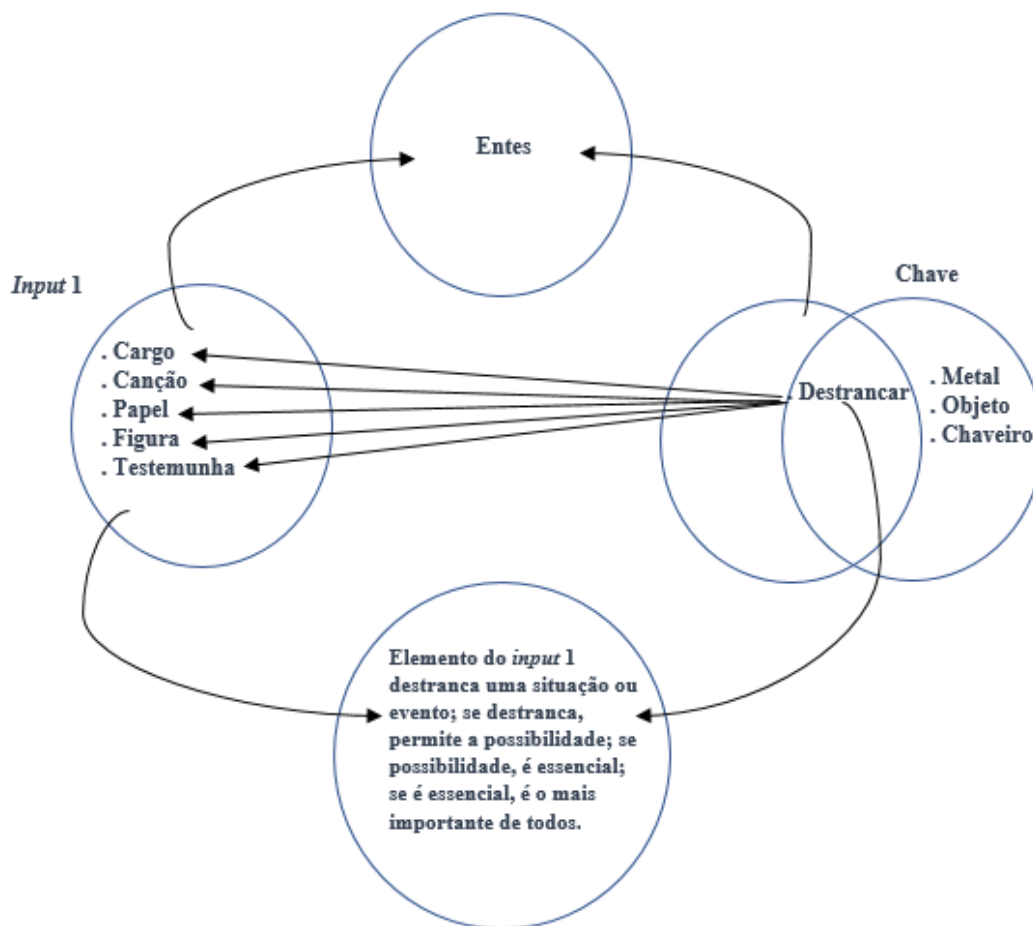 Entes
Input 1
Chave
. Cargo
. Canção
. Papel
. Figura
. Testemunha
. Destrancar
. Metal
. Objeto
. Chaveiro
Elemento do input 1
destranca uma situação ou
evento; se destranca,
permite a possibilidade; se
possibilidade, é essencial;
se é essencial, é o mais
importante de todos.